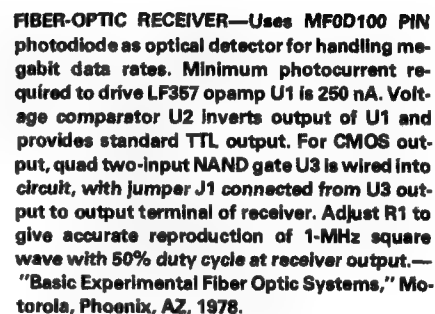 FIBER-OPTIC RECEIVER—Uses MFOD100 PIN
photodiode as optical detector for handling me-
gabit data rates. Minimum photocurrent re-
quired to drive LF357 opamp U1 is 250 nA. Volt-
age comparator U2 inverts output of U1 and
provides standard TTL output. For CMOS out-
put, quad two-input NAND gate U3 is wired into
circuit, with jumper J1 connected from U3 out-
put to output terminal of receiver. Adjust R1 to
give accurate reproduction of 1-MHz square
wave with 50% duty cycle at receiver output.—
"Basic Experimental Fiber Optic Systems," Mo-
torola, Phoenix, AZ, 1978.